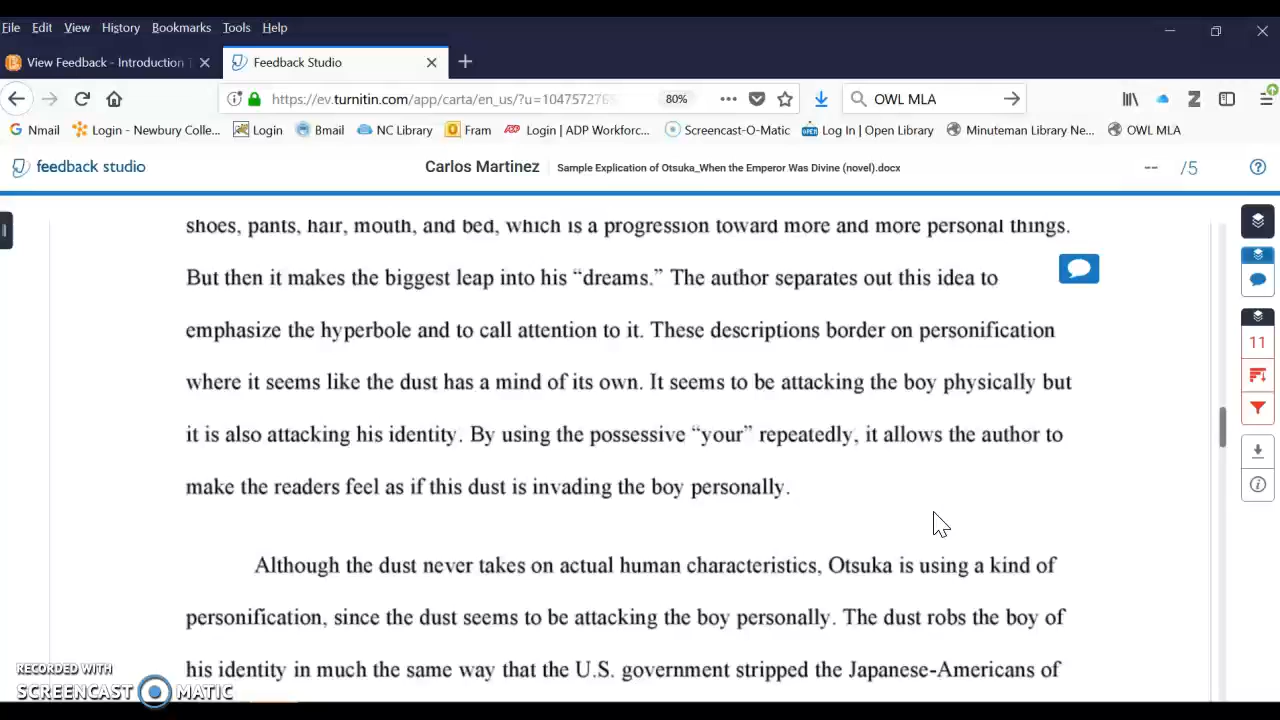 File Edit View History Bookmarks Tools Help
View Feedback - Introduction
Feedback Studio
https://ev.turnitin.com/app/carta/en_us/?u=104757276
80%
OWL MLA
Nmail Login - Newbury Colle... Login Bmail NC Library Fram Login | ADP Workforc... Screencast-O-Matic Log In | Open Library Minuteman Library Ne... OWL MLA
feedback studio
Carlos Martinez
Sample Explication of Otsuka_When the Emperor Was Divine (novel).docx
-- /5
shoes, pants, hair, mouth, and bed, which is a progression toward more and more personal things.
But then it makes the biggest leap into his “dreams.” The author separates out this idea to
emphasize the hyperbole and to call attention to it. These descriptions border on personification
where it seems like the dust has a mind of its own. It seems to be attacking the boy physically but
it is also attacking his identity. By using the possessive “your” repeatedly, it allows the author to
make the readers feel as if this dust is invading the boy personally.
Although the dust never takes on actual human characteristics, Otsuka is using a kind of
personification, since the dust seems to be attacking the boy personally. The dust robs the boy of
his identity in much the same way that the U.S. government stripped the Japanese-Americans of
11
RECORDED WITH
SCREENCAST MATIC